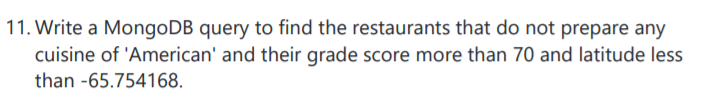 11. Write a MongoDB query to find the restaurants that do not prepare any
cuisine of 'American' and their grade score more than 70 and latitude less
than -65.754168.